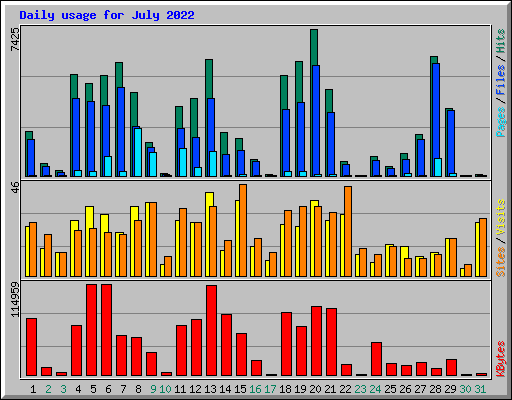 Daily usage for July 2022
7425
Pages / Files / Hits
46
Sites / Visits
114959
KBytes
1 2 3 4 5 6 7 8 9 10 11 12 13 14 15 16 17 18 19 20 21 22 23 24 25 26 27 28 29 30 31